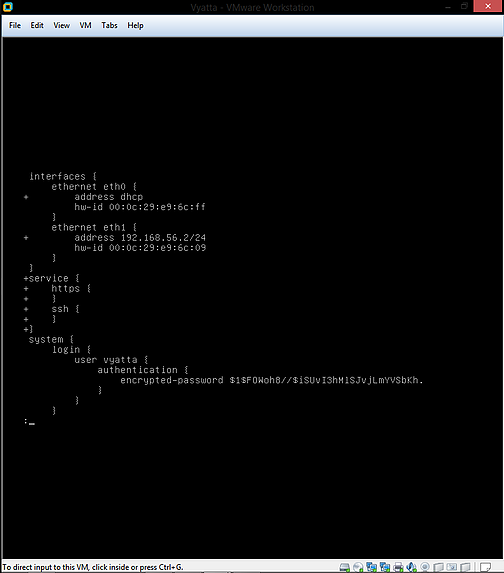 Vyatta - VMware Workstation
File Edit View VM Tabs Help
interfaces {
ethernet eth0 {
+ address dhcp
hw-id 00:0c:29:e9:6c:ff
}
ethernet eth1 {
+ address 192.168.56.2/24
hw-id 00:0c:29:e9:6c:09
}
}
+service {
+ https {
+ }
+ ssh {
+ }
+}
system {
login {
user vyatta {
authentication {
encrypted-password $1$FOWoh8//$iSUvI3hMlSJvjLmYVSbKh.
}
}
}
:_
To direct input to this VM, click inside or press Ctrl+G.